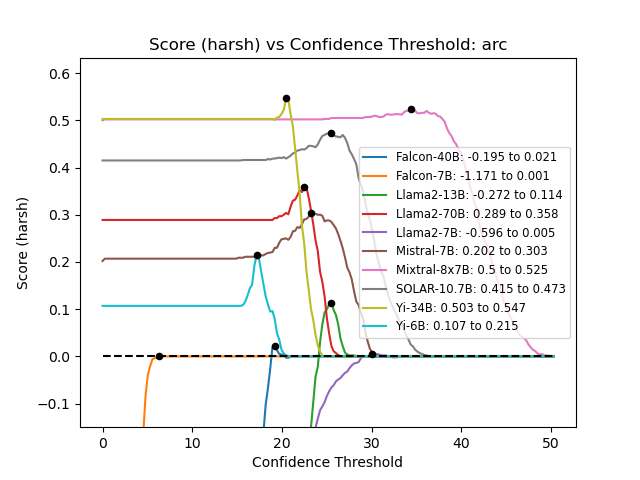 Score (harsh) vs Confidence Threshold: arc
Score (harsh)
0.6
0.5
0.4
0.3
0.2
0.1
0.0
−0.1
Falcon-40B: -0.195 to 0.021
Falcon-7B: -1.171 to 0.001
Llama2-13B: -0.272 to 0.114
Llama2-70B: 0.289 to 0.358
Llama2-7B: -0.596 to 0.005
Mistral-7B: 0.202 to 0.303
Mixtral-8x7B: 0.5 to 0.525
SOLAR-10.7B: 0.415 to 0.473
Yi-34B: 0.503 to 0.547
Yi-6B: 0.107 to 0.215
0 10 20 30 40 50
Confidence Threshold